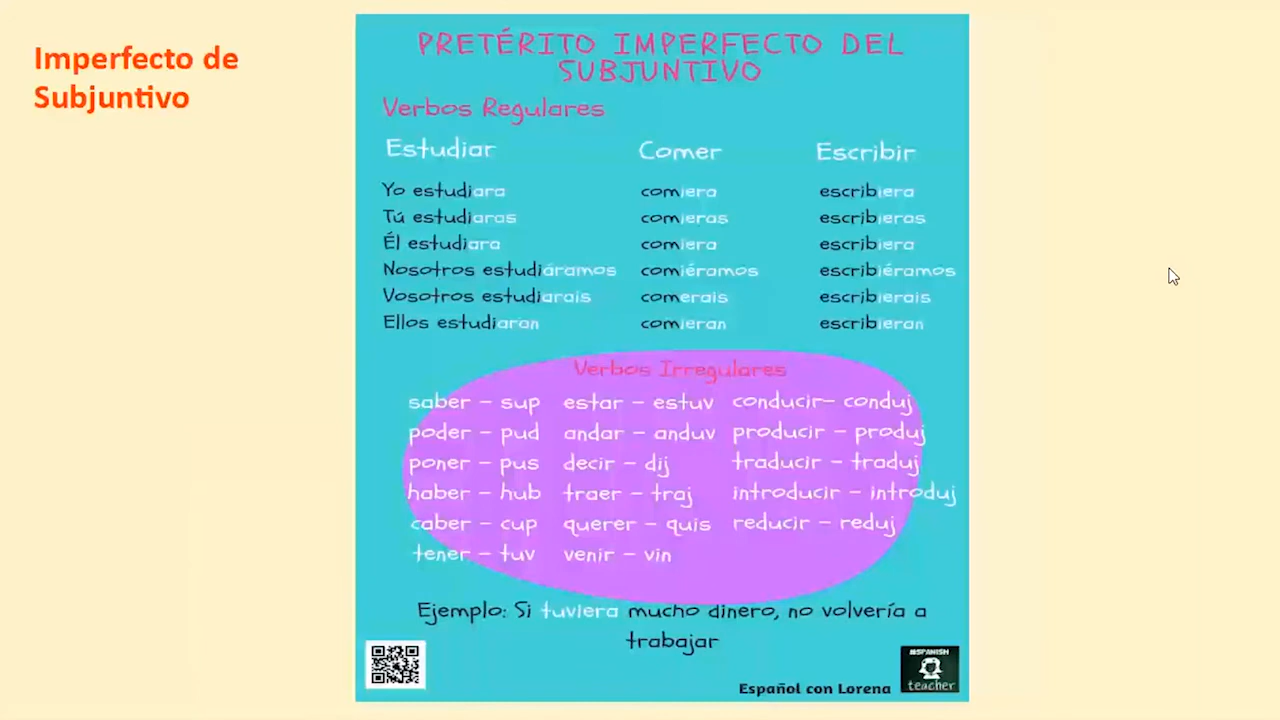 Imperfecto de
Subjuntivo
PRETÉRITO IMPERFECTO DEL
SUBJUNTIVO
Verbos Regulares
Estudiar Comer Escribir
Yo estudiara comiera escribiera
Tú estudiaras comieras escribieras
Él estudiara comiera escribiera
Nosotros estudiáramos comiéramos escribiéramos
Vosotros estudiarais comerais escribierais
Ellos estudiaran comieran escribieran
Verbos Irregulares
saber - sup estar - estuv conducir- conduj
poder - pud andar - anduv producir - produj
poner - pus decir - dij traducir - traduj
haber - hub traer - traj introducir - introduj
caber - cup querer - quis reducir - reduj
tener - tuv venir - vin
Ejemplo: Si tuviera mucho dinero, no volvería a
trabajar
#SPANISH
teacher
Español con Lorena